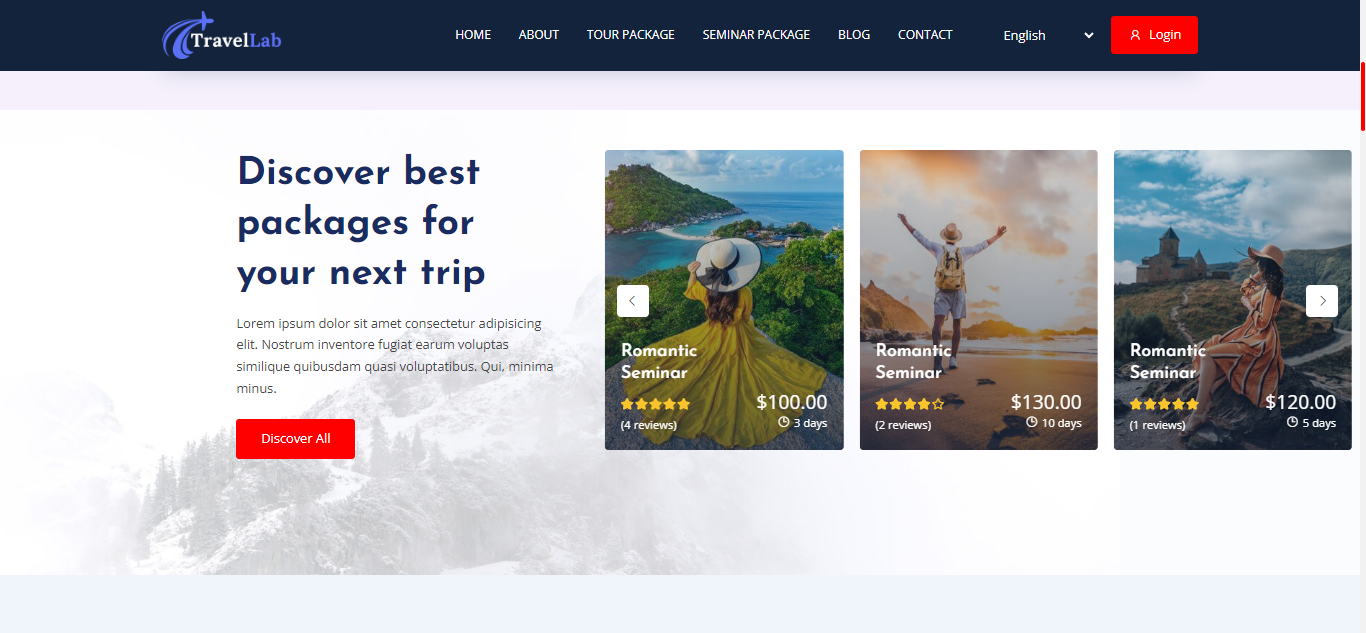 TravelLab
HOME
ABOUT
TOUR PACKAGE
SEMINAR PACKAGE
BLOG
CONTACT
English
Login
Discover best
packages for
your next trip
Lorem ipsum dolor sit amet consectetur adipisicing
elit. Nostrum inventore fugiat earum voluptas
similique quibusdam quasi voluptatibus. Qui, minima
minus.
Discover All
Romantic
Seminar
$100.00
(4 reviews)
3 days
Romantic
Seminar
$130.00
(2 reviews)
10 days
Romantic
Seminar
$120.00
(1 reviews)
5 days